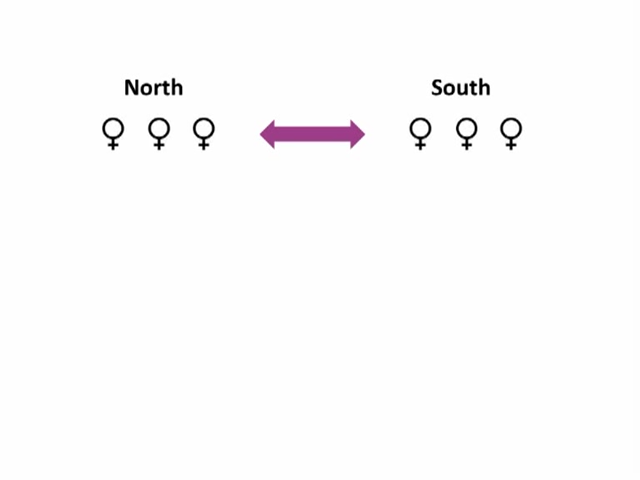 North South
♀ ♀ ♀ ♀ ♀ ♀